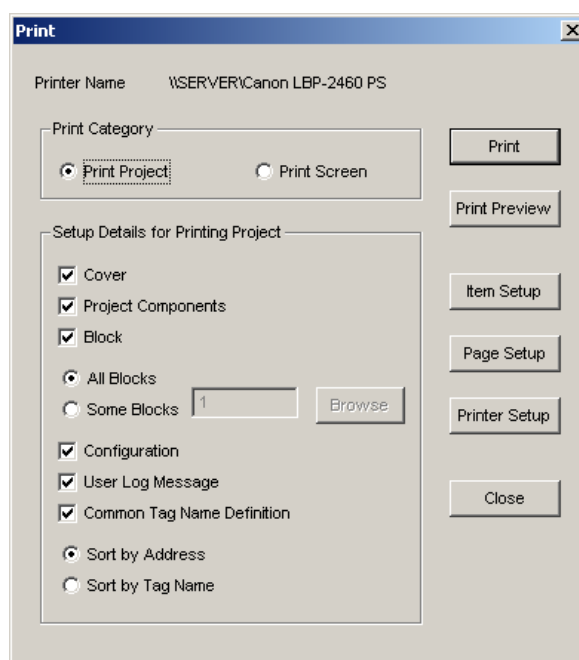 Print
Printer Name \\SERVER\Canon LBP-2460 PS
Print Category
Print Project Print Screen
Print
Print Preview
Setup Details for Printing Project
Cover
Project Components
Block
All Blocks
Some Blocks 1 Browse
Configuration
User Log Message
Common Tag Name Definition
Sort by Address
Sort by Tag Name
Item Setup
Page Setup
Printer Setup
Close